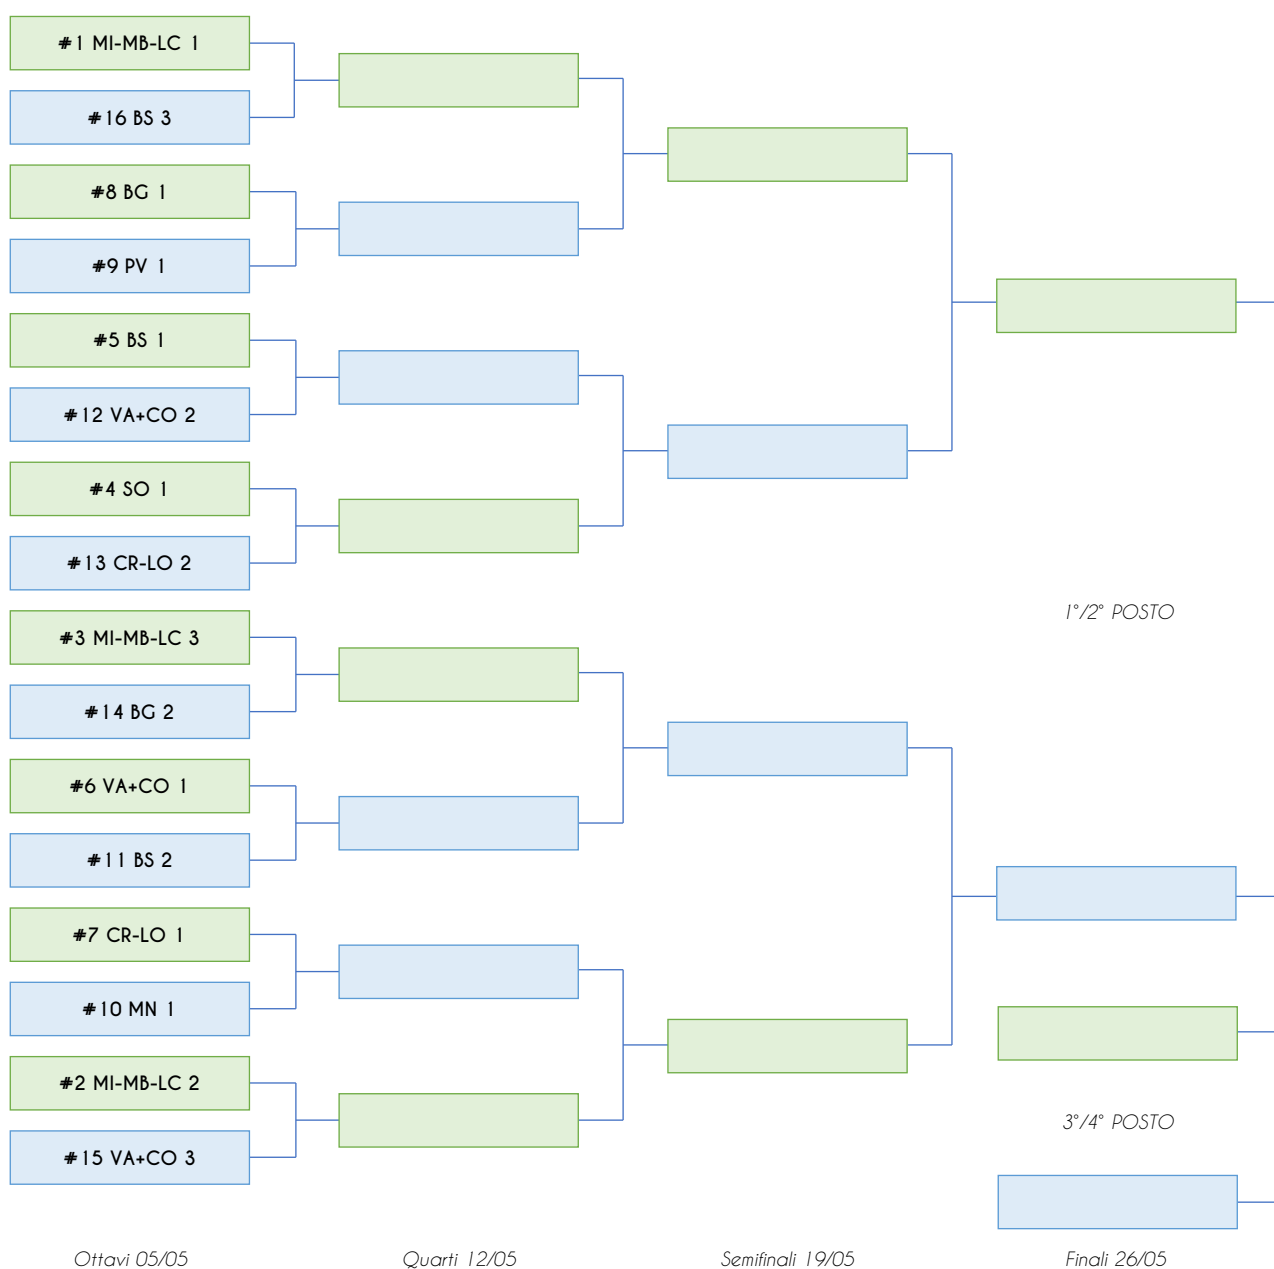 #1 MI-MB-LC 1
#16 BS 3
#8 BG 1
#9 PV 1
#5 BS 1
#12 VA+CO 2
#4 SO 1
#13 CR-LO 2
#3 MI-MB-LC 3
#14 BG 2
#6 VA+CO 1
#11 BS 2
#7 CR-LO 1
#10 MN 1
#2 MI-MB-LC 2
#15 VA+CO 3
1°/2° POSTO
3°/4° POSTO
Ottavi 05/05
Quarti 12/05
Semifinali 19/05
Finali 26/05